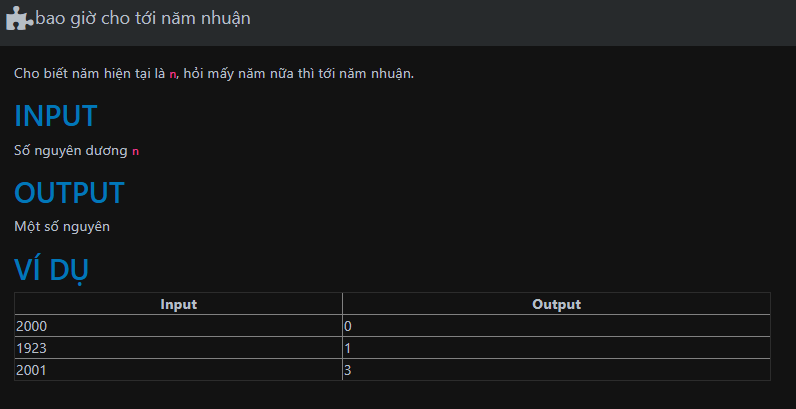 bao giờ cho tới năm nhuận
Cho biết năm hiện tại là n, hỏi mấy năm nữa thì tới năm nhuận.
INPUT
Số nguyên dương n
OUTPUT
Một số nguyên
VÍ DỤ
Input Output
2000 0
1923 1
2001 3